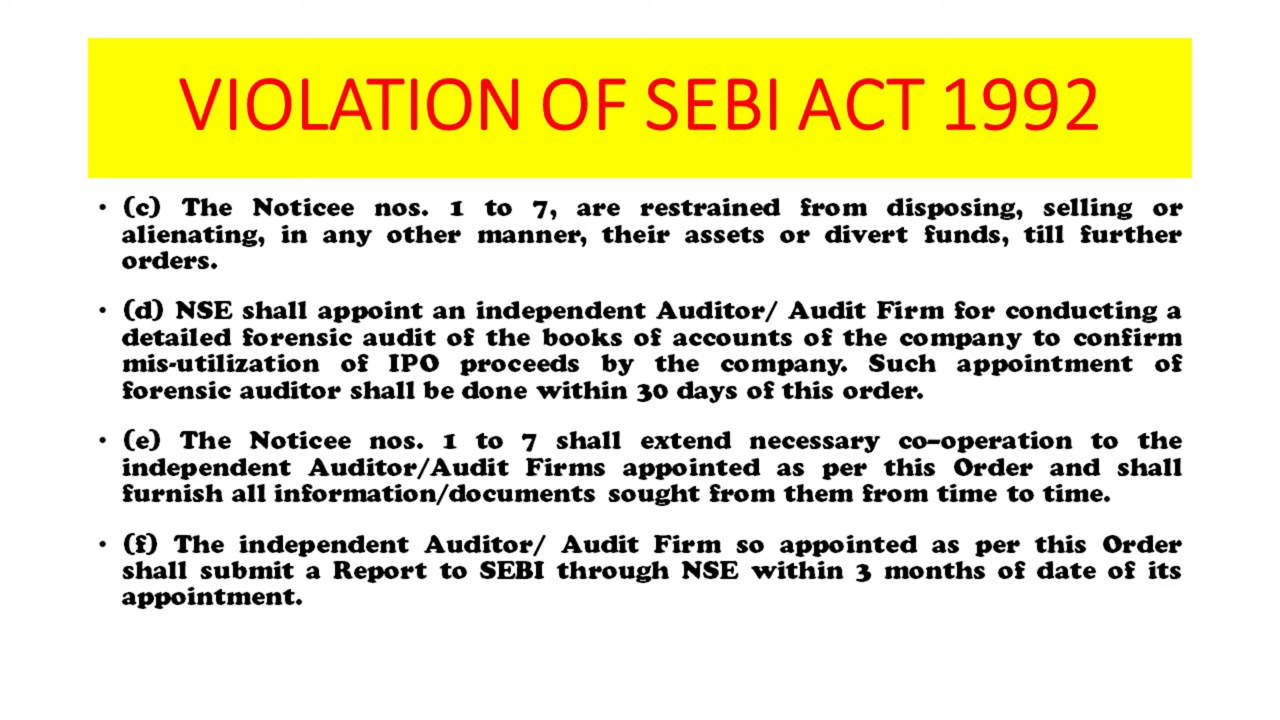 VIOLATION OF SEBI ACT 1992
• (c) The Noticee nos. 1 to 7, are restrained from disposing, selling or
alienating, in any other manner, their assets or divert funds, till further
orders.
• (d) NSE shall appoint an independent Auditor/ Audit Firm for conducting a
detailed forensic audit of the books of accounts of the company to confirm
mis-utilization of IPO proceeds by the company. Such appointment of
forensic auditor shall be done within 30 days of this order.
• (e) The Noticee nos. 1 to 7 shall extend necessary co-operation to the
independent Auditor/Audit Firms appointed as per this Order and shall
furnish all information/documents sought from them from time to time.
• (f) The independent Auditor/ Audit Firm so appointed as per this Order
shall submit a Report to SEBI through NSE within 3 months of date of its
appointment.